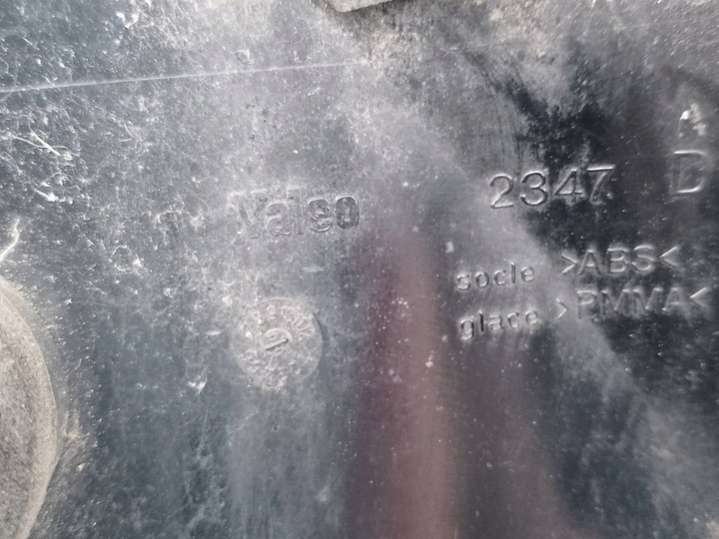 Valeo
2347 D
socle >ABS<
glace >PMMA<